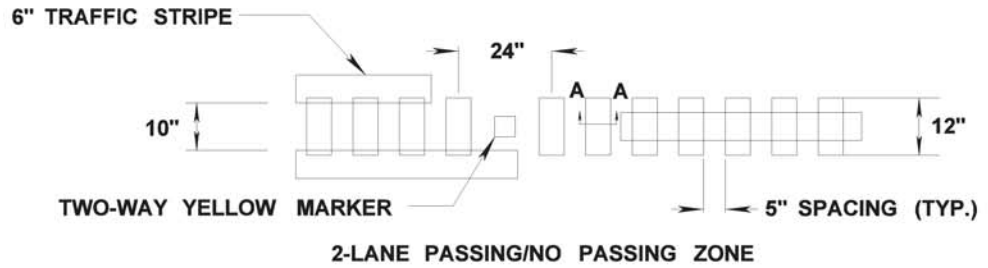 6" TRAFFIC STRIPE
24"
A A
10"
12"
TWO-WAY YELLOW MARKER
5" SPACING (TYP.)
2-LANE PASSING/NO PASSING ZONE